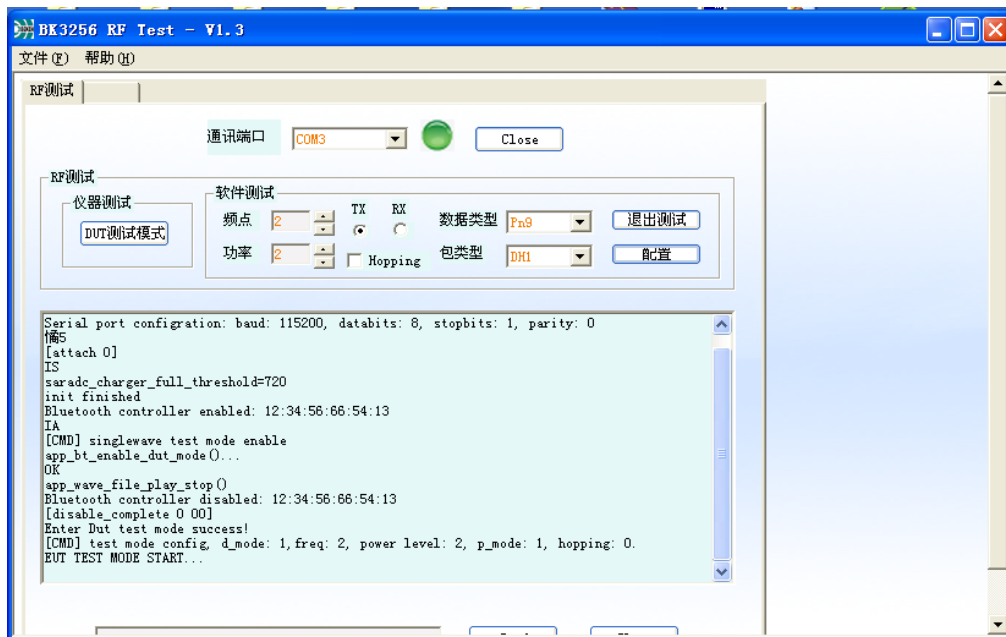 BK3256 RF Test - V1.3
文件(F) 帮助(H)
RF测试
通讯端口 COM3 Close
RF测试
仪器测试 软件测试
DUT测试模式
频点 2 TX RX 数据类型 Pn9 退出测试
功率 2 Hopping 包类型 DH1 配置
Serial port configration: baud: 115200, databits: 8, stopbits: 1, parity: 0
[attach 0]
IS
saradc_charger_full_threshold=720
init finished
Bluetooth controller enabled: 12:34:56:66:54:13
IA
[CMD] singlewave test mode enable
app_bt_enable_dut_mode()...
OK
app_wave_file_play_stop()
Bluetooth controller disabled: 12:34:56:66:54:13
[disable_complete 0 00]
Enter Dut test mode success!
[CMD] test mode config, d_mode: 1, freq: 2, power level: 2, p_mode: 1, hopping: 0.
EUT TEST MODE START...